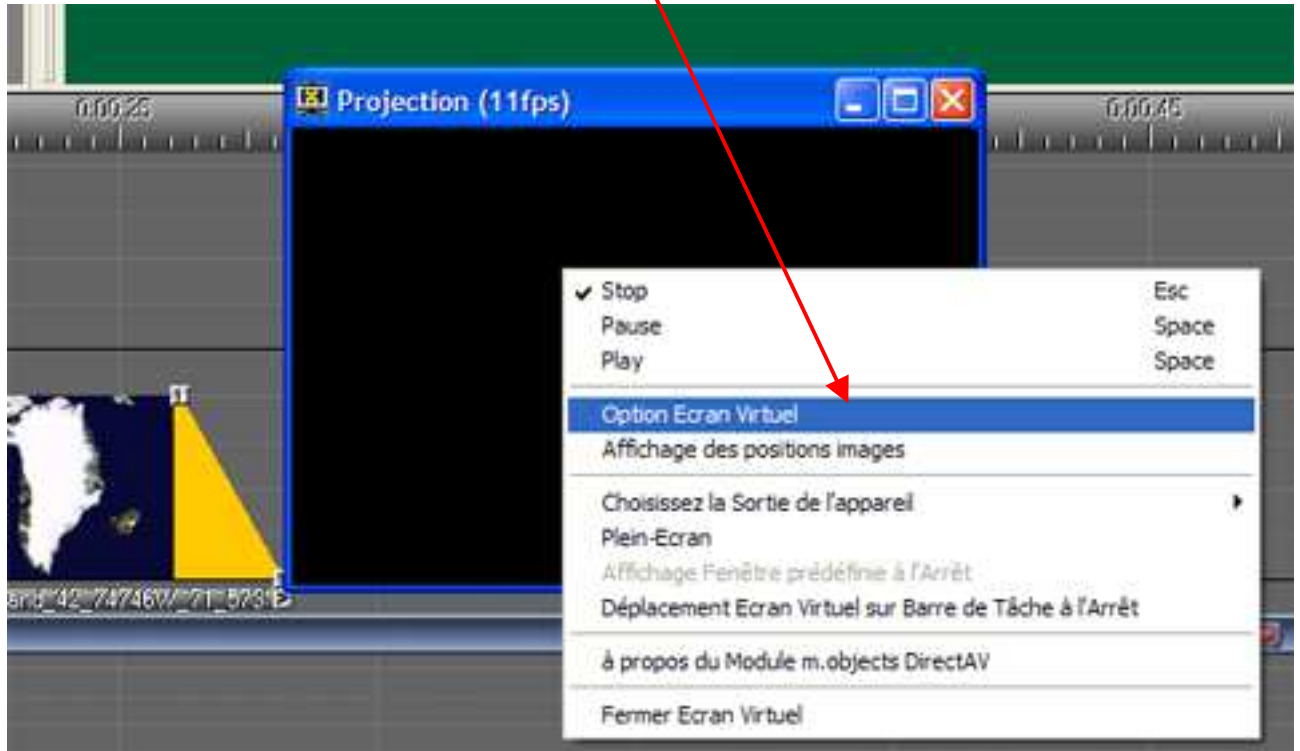 0:00:25
Projection (11fps)
0:00:45
Stop Esc
Pause Space
Play Space
Option Ecran Virtuel
Affichage des positions images
Choisissez la Sortie de l'appareil
Plein-Ecran
Affichage Fenêtre prédéfinie à l'Arrêt
Déplacement Ecran Virtuel sur Barre de Tâche à l'Arrêt
à propos du Module m.objects DirectAV
Fermer Ecran Virtuel